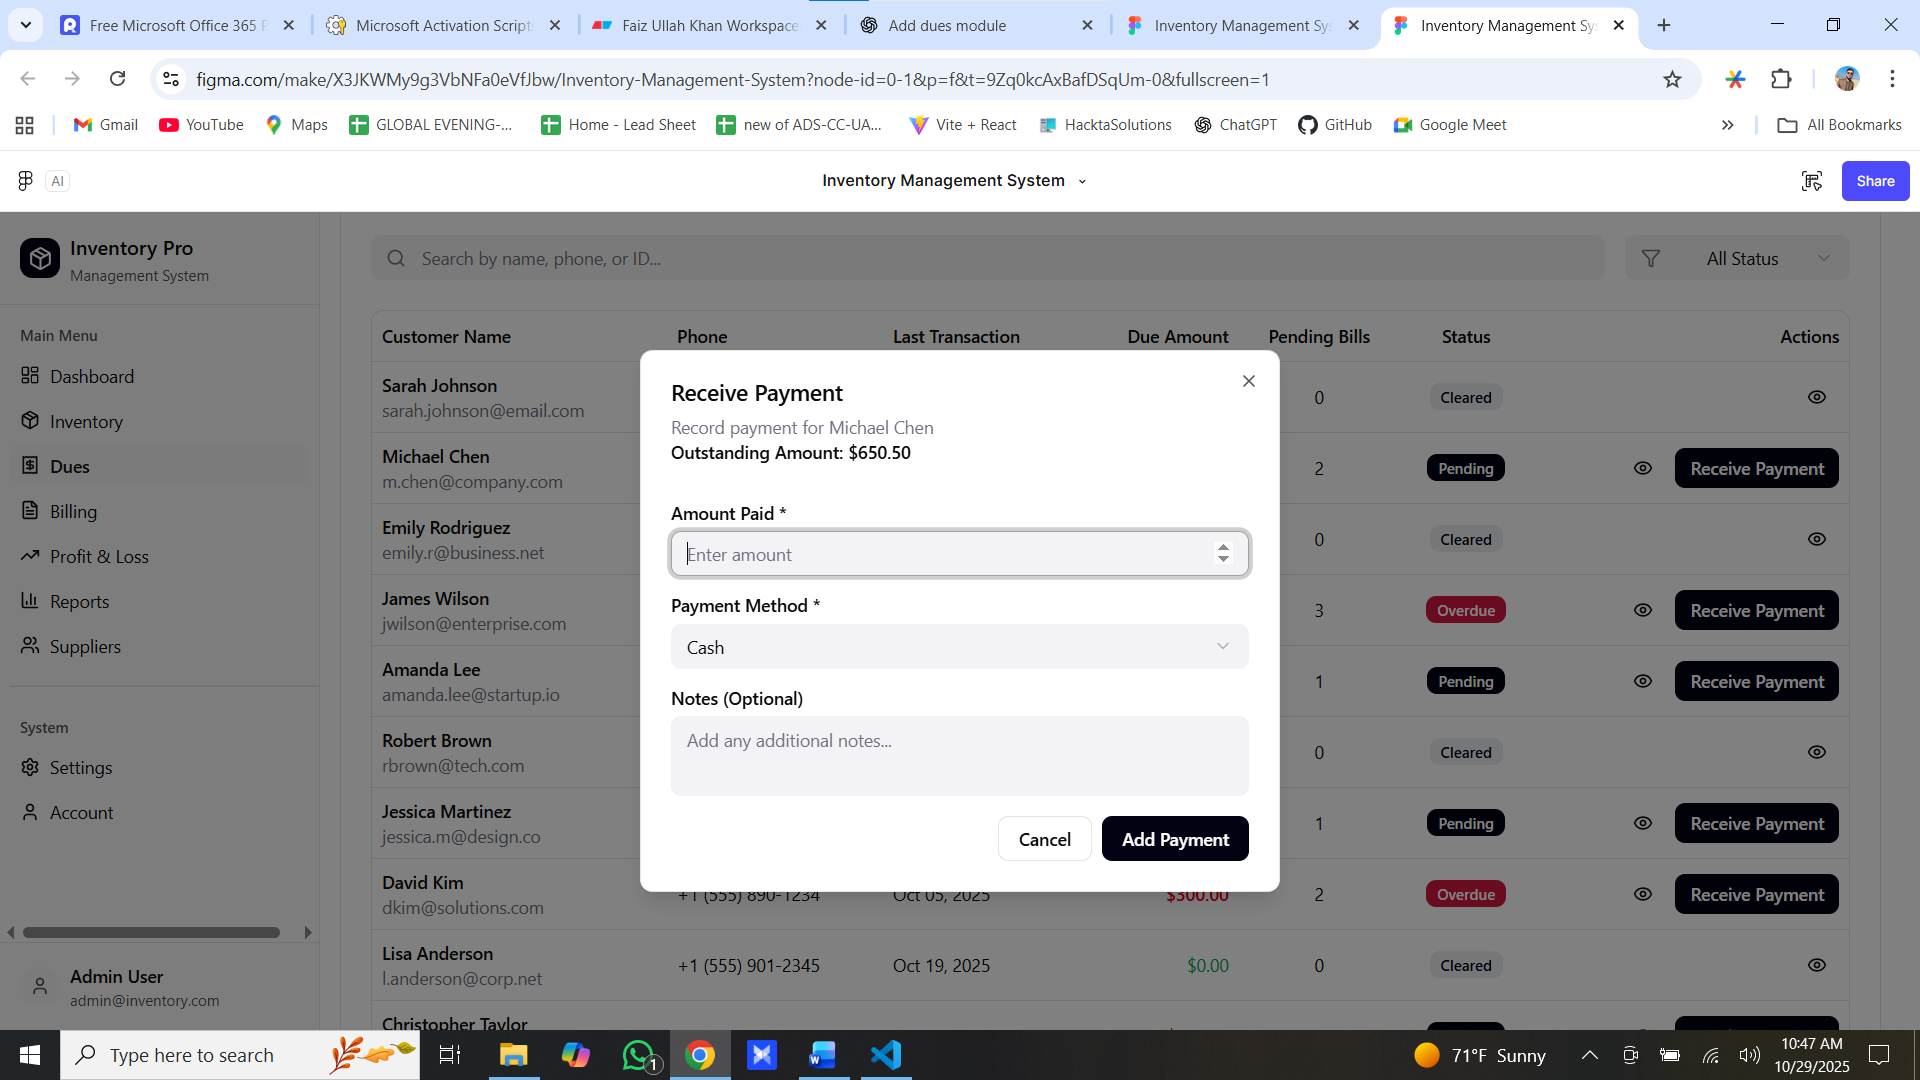 Free Microsoft Office 365 P
Microsoft Activation Script
Faiz Ullah Khan Workspace
Add dues module
Inventory Management Sy
Inventory Management Sy
figma.com/make/X3JKWMy9g3VbNFa0eVfJbw/Inventory-Management-System?node-id=0-1&p=f&t=9Zq0kcAxBafDSqUm-0&fullscreen=1
Gmail
YouTube
Maps
GLOBAL EVENING-...
Home - Lead Sheet
new of ADS-CC-UA...
Vite + React
HacktaSolutions
ChatGPT
GitHub
Google Meet
All Bookmarks
AI
Inventory Management System
Share
Inventory Pro
Management System
Main Menu
Dashboard
Inventory
Dues
Billing
Profit & Loss
Reports
Suppliers
System
Settings
Account
Admin User
admin@inventory.com
Search by name, phone, or ID...
All Status
Customer Name Phone Last Transaction Due Amount Pending Bills Status Actions
Sarah Johnson
sarah.johnson@email.com
0 Cleared
Michael Chen
m.chen@company.com
2 Pending Receive Payment
Emily Rodriguez
emily.r@business.net
0 Cleared
James Wilson
jwilson@enterprise.com
3 Overdue Receive Payment
Amanda Lee
amanda.lee@startup.io
1 Pending Receive Payment
Robert Brown
rbrown@tech.com
0 Cleared
Jessica Martinez
jessica.m@design.co
1 Pending Receive Payment
David Kim
dkim@solutions.com
+1 (555) 890-1234 Oct 05, 2025 $300.00 2 Overdue Receive Payment
Lisa Anderson
l.anderson@corp.net
+1 (555) 901-2345 Oct 19, 2025 $0.00 0 Cleared
Christopher Taylor
Receive Payment
Record payment for Michael Chen
Outstanding Amount: $650.50
Amount Paid *
Enter amount
Payment Method *
Cash
Notes (Optional)
Add any additional notes...
Cancel
Add Payment
Type here to search
1
71°F Sunny
10:47 AM
10/29/2025